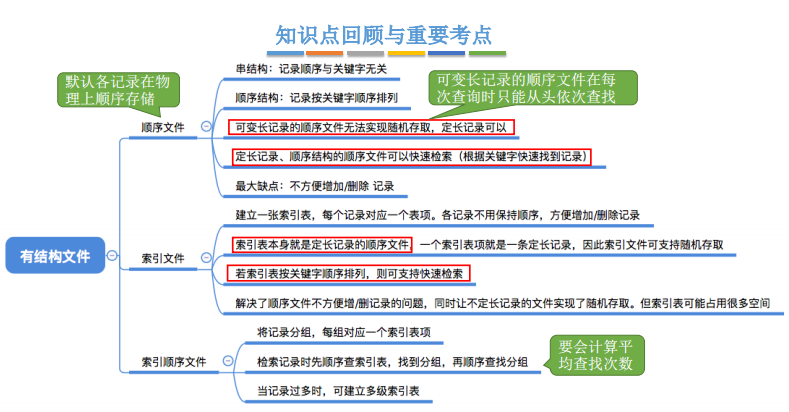 知识点回顾与重要考点
默认各记录在物
理上顺序存储
可变长记录的顺序文件在每
次查询时只能从头依次查找
串结构：记录顺序与关键字无关
顺序结构：记录按关键字顺序排列
顺序文件
可变长记录的顺序文件无法实现随机存取，定长记录可以
定长记录、顺序结构的顺序文件可以快速检索（根据关键字快速找到记录）
最大缺点：不方便增加/删除 记录
有结构文件
建立一张索引表，每个记录对应一个表项。各记录不用保持顺序，方便增加/删除记录
索引文件
索引表本身就是定长记录的顺序文件，一个索引表项就是一条定长记录，因此索引文件可支持随机存取
若索引表按关键字顺序排列，则可支持快速检索
解决了顺序文件不方便增/删记录的问题，同时让不定长记录的文件实现了随机存取。但索引表可能占用很多空间
将记录分组，每组对应一个索引表项
索引顺序文件
检索记录时先顺序查索引表，找到分组，再顺序查找分组
当记录过多时，可建立多级索引表
要会计算平
均查找次数